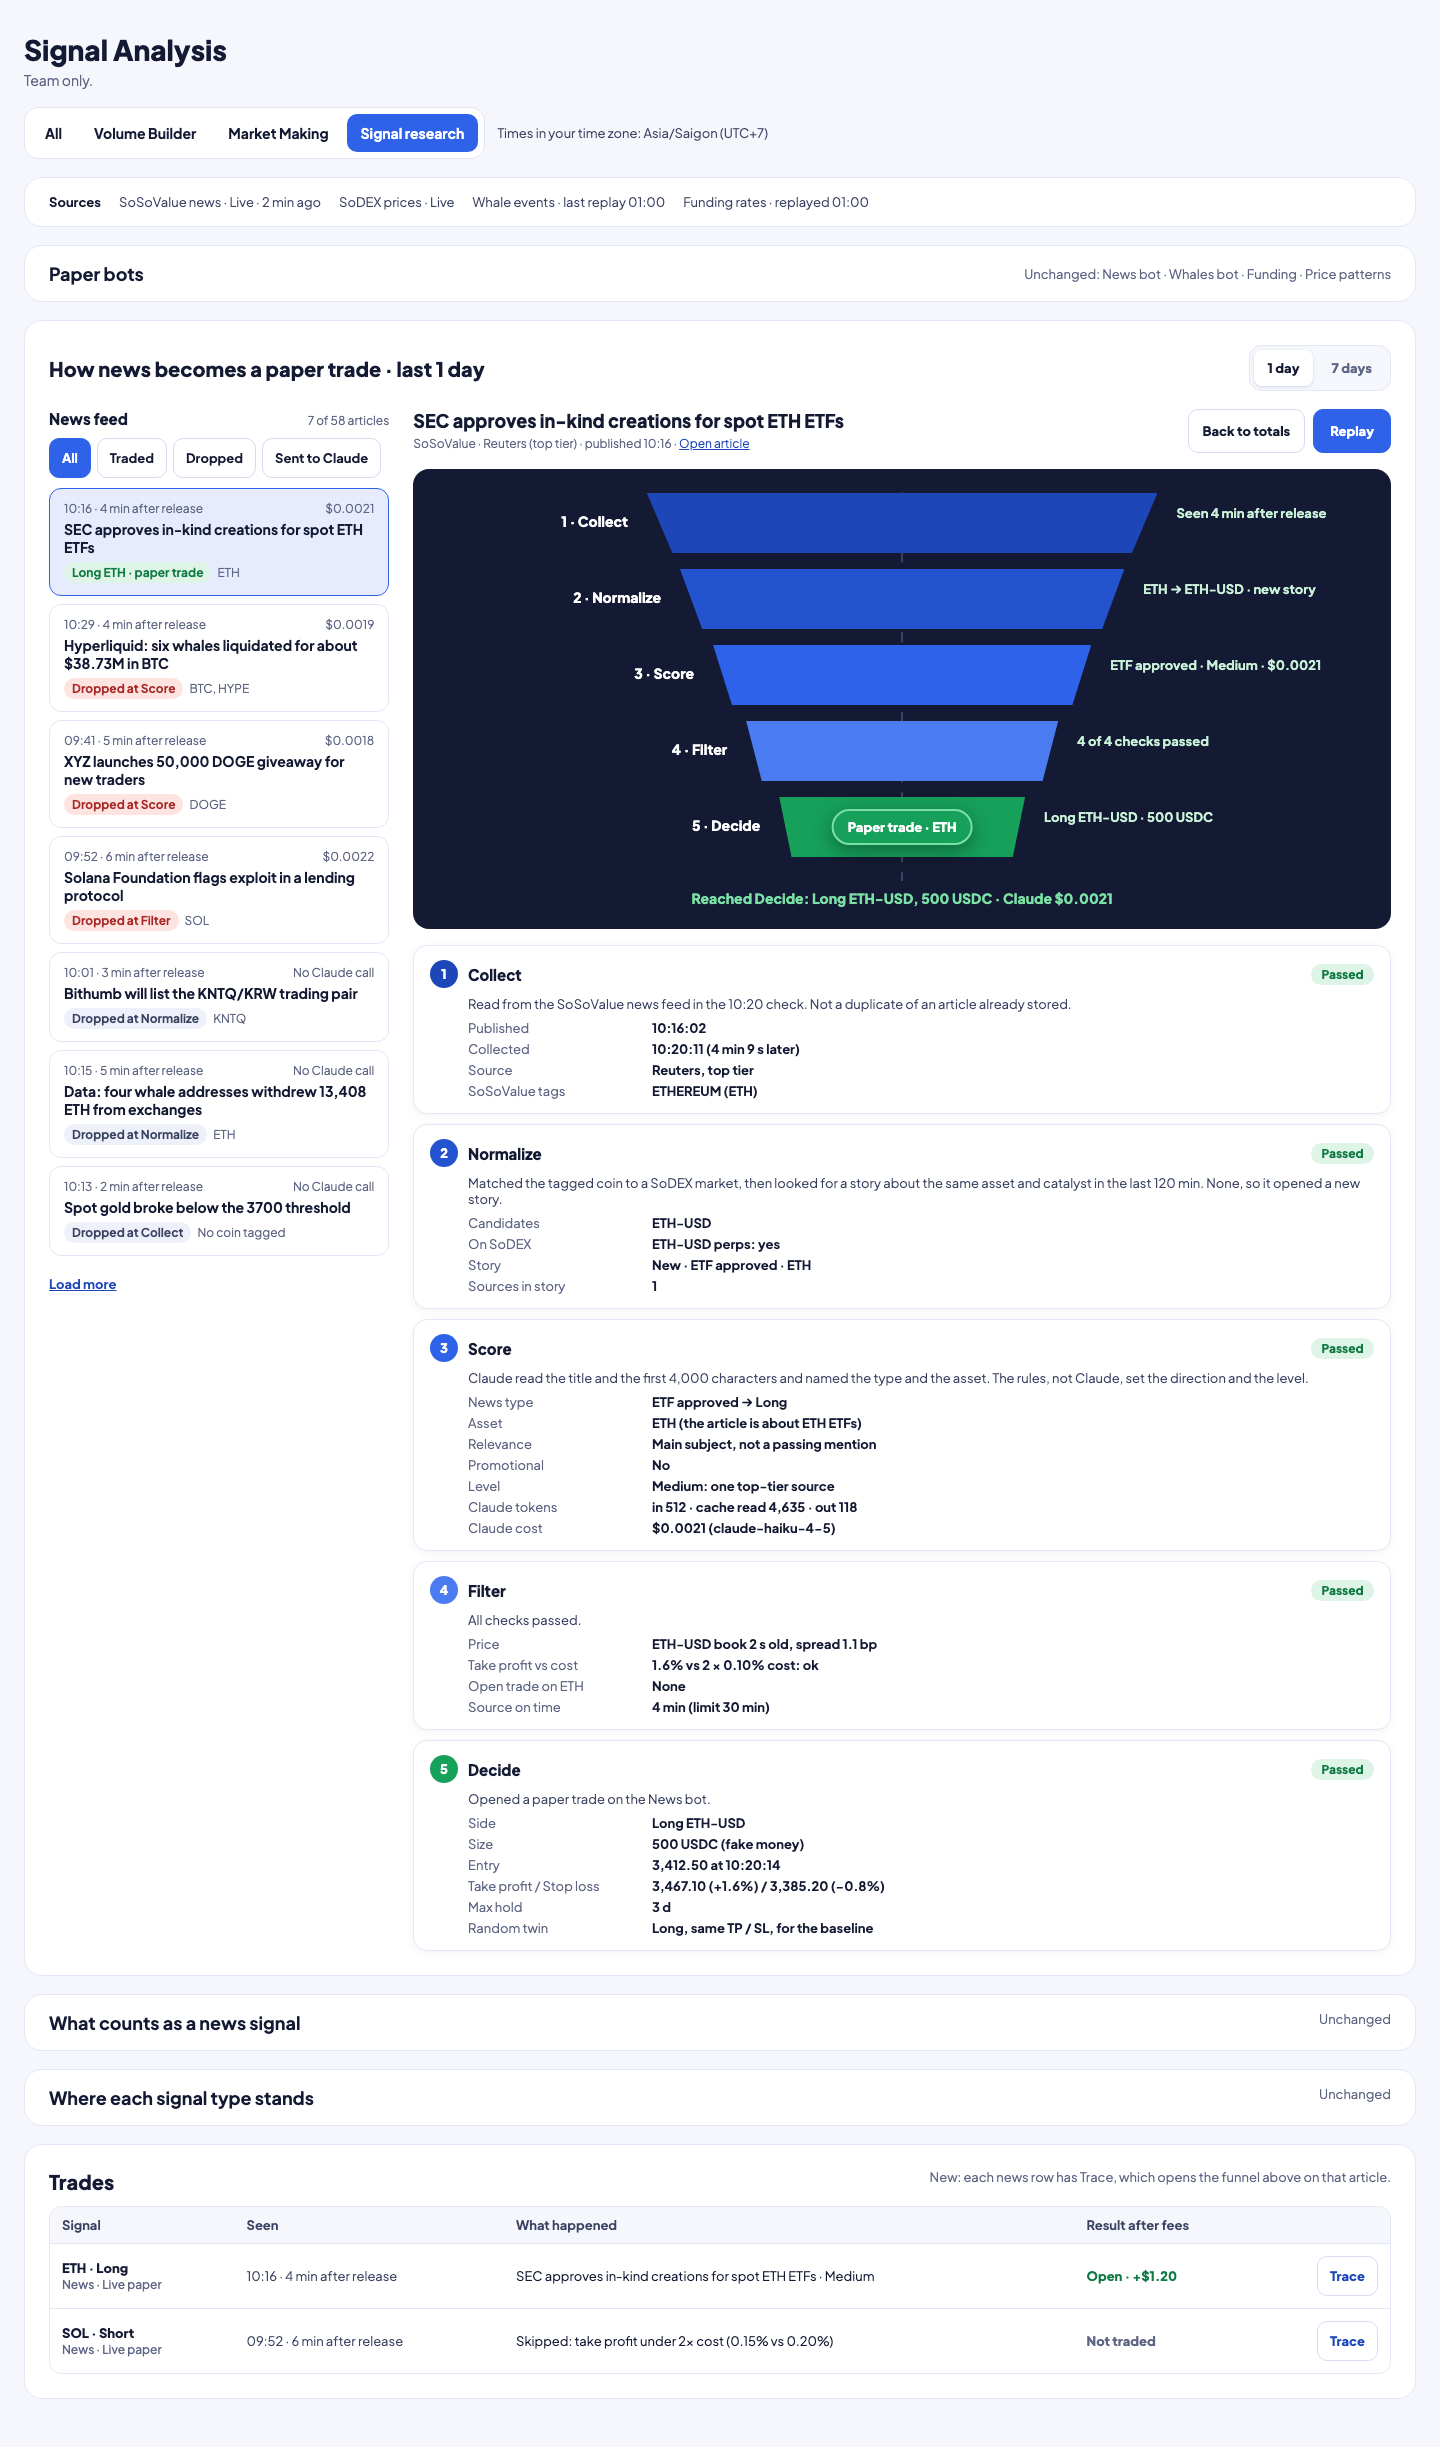 Signal Analysis
Team only.
All
Volume Builder
Market Making
Signal research
Times in your time zone: Asia/Saigon (UTC+7)
Sources
SoSoValue news · Live · 2 min ago
SoDEX prices · Live
Whale events · last replay 01:00
Funding rates · replayed 01:00
Paper bots
Unchanged: News bot · Whales bot · Funding · Price patterns
How news becomes a paper trade · last 1 day
1 day
7 days
News feed
7 of 58 articles
All
Traded
Dropped
Sent to Claude
10:16 · 4 min after release
$0.0021
SEC approves in-kind creations for spot ETH
ETFs
Long ETH · paper trade
ETH
10:29 · 4 min after release
$0.0019
Hyperliquid: six whales liquidated for about
$38.73M in BTC
Dropped at Score
BTC, HYPE
09:41 · 5 min after release
$0.0018
XYZ launches 50,000 DOGE giveaway for
new traders
Dropped at Score
DOGE
09:52 · 6 min after release
$0.0022
Solana Foundation flags exploit in a lending
protocol
Dropped at Filter
SOL
10:01 · 3 min after release
No Claude call
Bithumb will list the KNTQ/KRW trading pair
Dropped at Normalize
KNTQ
10:15 · 5 min after release
No Claude call
Data: four whale addresses withdrew 13,408
ETH from exchanges
Dropped at Normalize
ETH
10:13 · 2 min after release
No Claude call
Spot gold broke below the 3700 threshold
Dropped at Collect
No coin tagged
Load more
SEC approves in-kind creations for spot ETH ETFs
SoSoValue · Reuters (top tier) · published 10:16 · Open article
Back to totals
Replay
1 · Collect
Seen 4 min after release
2 · Normalize
ETH → ETH-USD · new story
3 · Score
ETF approved · Medium · $0.0021
4 · Filter
4 of 4 checks passed
5 · Decide
Paper trade · ETH
Long ETH-USD · 500 USDC
Reached Decide: Long ETH-USD, 500 USDC · Claude $0.0021
1
Collect
Passed
Read from the SoSoValue news feed in the 10:20 check. Not a duplicate of an article already stored.
Published
10:16:02
Collected
10:20:11 (4 min 9 s later)
Source
Reuters, top tier
SoSoValue tags
ETHEREUM (ETH)
2
Normalize
Passed
Matched the tagged coin to a SoDEX market, then looked for a story about the same asset and catalyst in the last 120 min. None, so it opened a new
story.
Candidates
ETH-USD
On SoDEX
ETH-USD perps: yes
Story
New · ETF approved · ETH
Sources in story
1
3
Score
Passed
Claude read the title and the first 4,000 characters and named the type and the asset. The rules, not Claude, set the direction and the level.
News type
ETF approved → Long
Asset
ETH (the article is about ETH ETFs)
Relevance
Main subject, not a passing mention
Promotional
No
Level
Medium: one top-tier source
Claude tokens
in 512 · cache read 4,635 · out 118
Claude cost
$0.0021 (claude-haiku-4-5)
4
Filter
Passed
All checks passed.
Price
ETH-USD book 2 s old, spread 1.1 bp
Take profit vs cost
1.6% vs 2 × 0.10% cost: ok
Open trade on ETH
None
Source on time
4 min (limit 30 min)
5
Decide
Passed
Opened a paper trade on the News bot.
Side
Long ETH-USD
Size
500 USDC (fake money)
Entry
3,412.50 at 10:20:14
Take profit / Stop loss
3,467.10 (+1.6%) / 3,385.20 (−0.8%)
Max hold
3 d
Random twin
Long, same TP / SL, for the baseline
What counts as a news signal
Unchanged
Where each signal type stands
Unchanged
Trades
New: each news row has Trace, which opens the funnel above on that article.
Signal
Seen
What happened
Result after fees
ETH · Long
News · Live paper
10:16 · 4 min after release
SEC approves in-kind creations for spot ETH ETFs · Medium
Open · +$1.20
Trace
SOL · Short
News · Live paper
09:52 · 6 min after release
Skipped: take profit under 2× cost (0.15% vs 0.20%)
Not traded
Trace